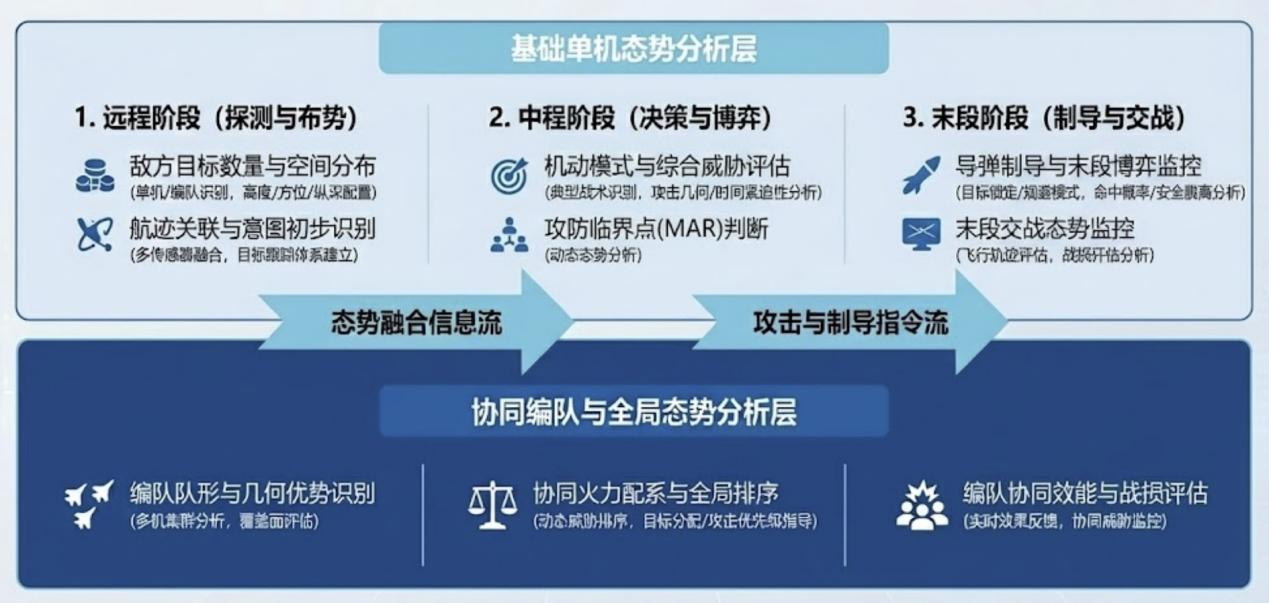 基础单机态势分析层
1. 远程阶段（探测与布势）
敌方目标数量与空间分布
(单机/编队识别，高度/方位/纵深配置)
航迹关联与意图初步识别
(多传感器融合，目标跟踪体系建立)
2. 中程阶段（决策与博弈）
机动模式与综合威胁评估
(典型战术识别，攻击几何/时间紧迫性分析)
攻防临界点(MAR)判断
(动态态势分析)
3. 末段阶段（制导与交战）
导弹制导与末段博弈监控
(目标锁定/规避模式，命中概率/安全脱离分析)
末段交战态势监控
(飞行轨迹评估，战损评估分析)
态势融合信息流
攻击与制导指令流
协同编队与全局态势分析层
编队队形与几何优势识别
(多机集群分析，覆盖面评估)
协同火力配系与全局排序
(动态威胁排序，目标分配/攻击优先级指导)
编队协同效能与战损评估
(实时效果反馈，协同威胁监控)